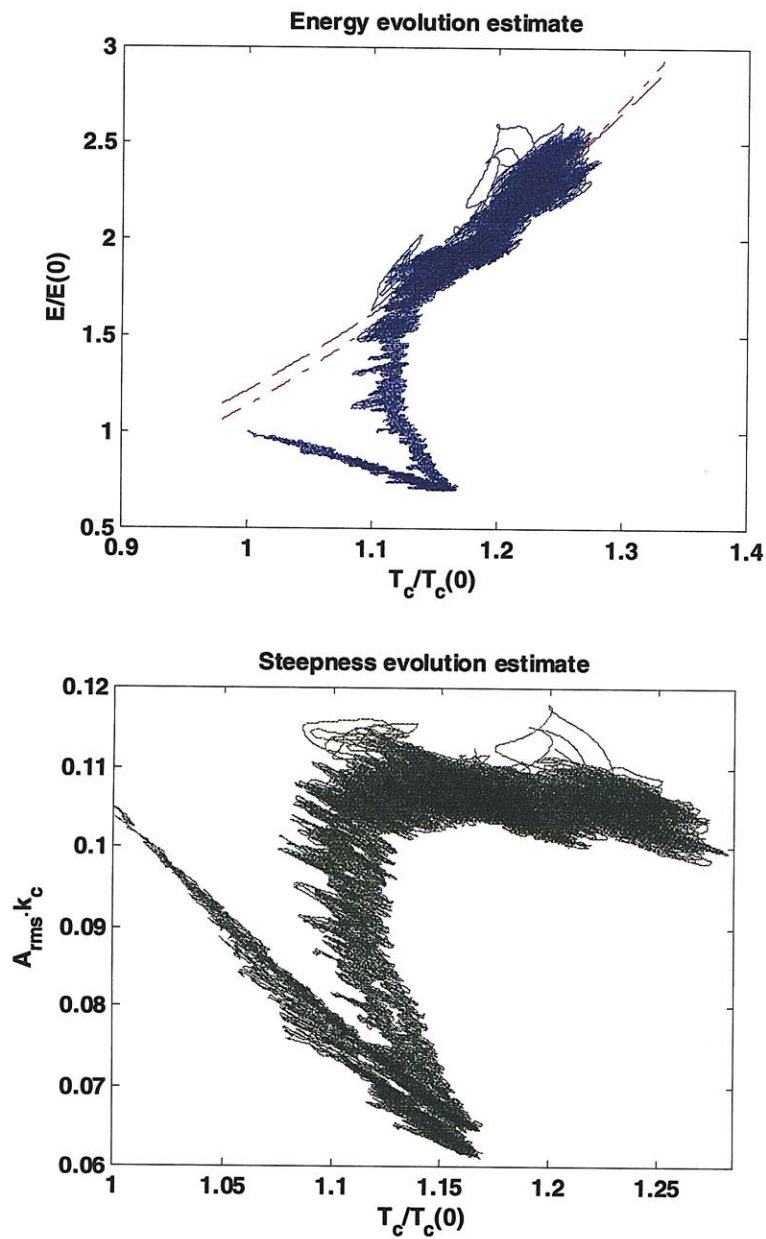 Energy evolution estimate
3
2.5
2
1.5
1
0.5
E/E(0)
0.9 1 1.1 1.2 1.3 1.4
T_c/T_c(0)
Steepness evolution estimate
0.12
0.11
0.1
0.09
0.08
0.07
0.06
A_rms.k_c
1 1.05 1.1 1.15 1.2 1.25
T_c/T_c(0)